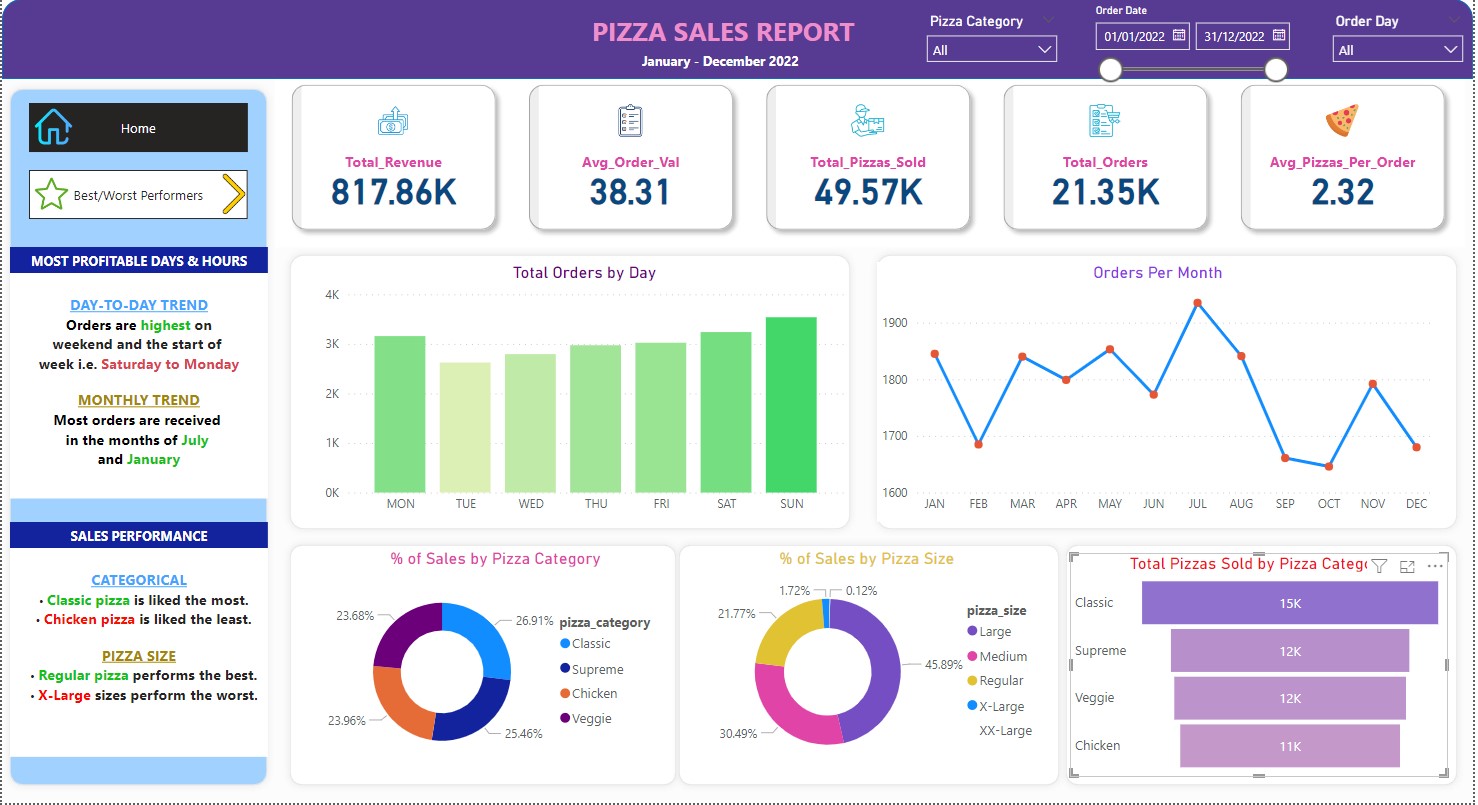 PIZZA SALES REPORT
January - December 2022
Pizza Category
All
Order Date
01/01/2022
31/12/2022
Order Day
All
Home
Best/Worst Performers
MOST PROFITABLE DAYS & HOURS
DAY-TO-DAY TREND
Orders are highest on
weekend and the start of
week i.e. Saturday to Monday
MONTHLY TREND
Most orders are received
in the months of July
and January
SALES PERFORMANCE
CATEGORICAL
• Classic pizza is liked the most.
• Chicken pizza is liked the least.
PIZZA SIZE
• Regular pizza performs the best.
• X-Large sizes perform the worst.
Total_Revenue
817.86K
Avg_Order_Val
38.31
Total_Pizzas_Sold
49.57K
Total_Orders
21.35K
Avg_Pizzas_Per_Order
2.32
Total Orders by Day
4K
3K
2K
1K
0K
MON TUE WED THU FRI SAT SUN
Orders Per Month
1900
1800
1700
1600
JAN FEB MAR APR MAY JUN JUL AUG SEP OCT NOV DEC
% of Sales by Pizza Category
23.68%
26.91%
23.96%
25.46%
pizza_category
Classic
Supreme
Chicken
Veggie
% of Sales by Pizza Size
1.72%
0.12%
21.77%
45.89%
30.49%
pizza_size
Large
Medium
Regular
X-Large
XX-Large
Total Pizzas Sold by Pizza Catego
Classic 15K
Supreme 12K
Veggie 12K
Chicken 11K